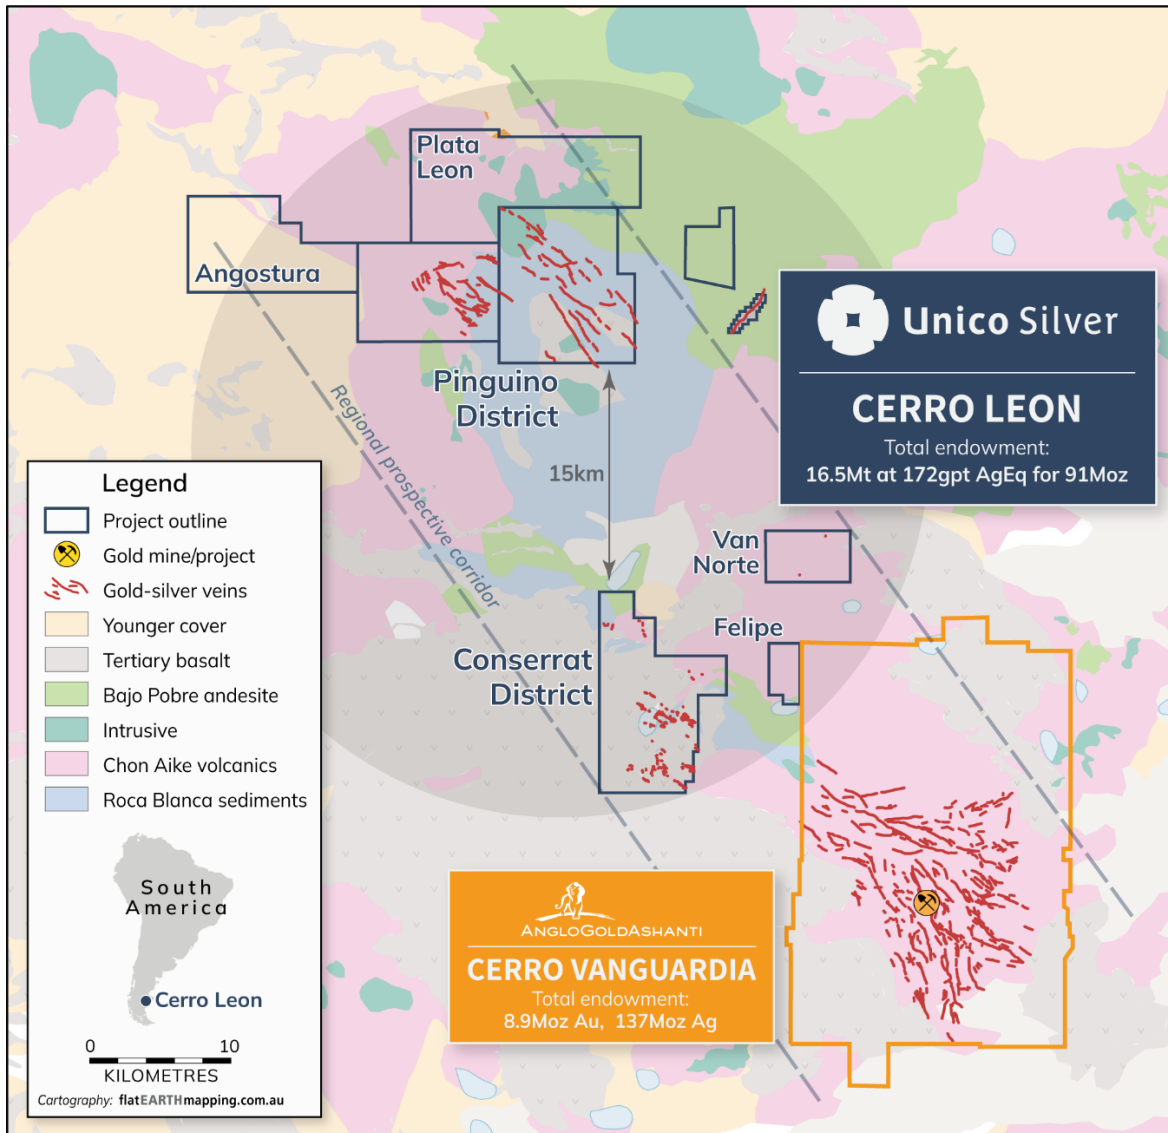 Plata
Leon
Angostura
Pinguino
District
Regional prospective corridor
15km
Unico Silver
CERRO LEON
Total endowment:
16.5Mt at 172gpt AgEq for 91Moz
Van
Norte
Felipe
Conserrat
District
ANGLOGOLDASHANTI
CERRO VANGUARDIA
Total endowment:
8.9Moz Au, 137Moz Ag
Legend
Project outline
Gold mine/project
Gold-silver veins
Younger cover
Tertiary basalt
Bajo Pobre andesite
Intrusive
Chon Aike volcanics
Roca Blanca sediments
South
America
Cerro Leon
0 10
KILOMETRES
Cartography: flatEARTHmapping.com.au